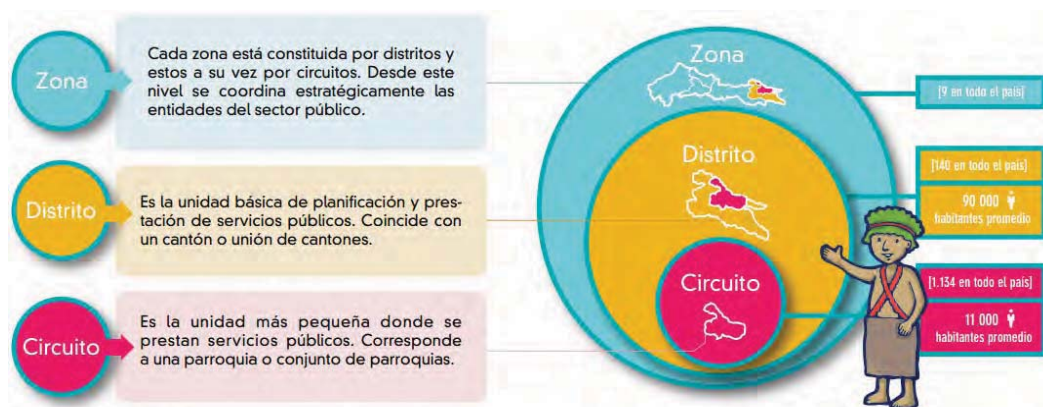 Zona
Cada zona está constituida por distritos y
estos a su vez por circuitos. Desde este
nivel se coordina estratégicamente las
entidades del sector público.
Distrito
Es la unidad básica de planificación y pres-
tación de servicios públicos. Coincide con
un cantón o unión de cantones.
Circuito
Es la unidad más pequeña donde se
prestan servicios públicos. Corresponde
a una parroquia o conjunto de parroquias.
Zona
Distrito
Circuito
[9 en todo el país]
[140 en todo el país]
90 000
habitantes promedio
[1.134 en todo el país]
11 000
habitantes promedio